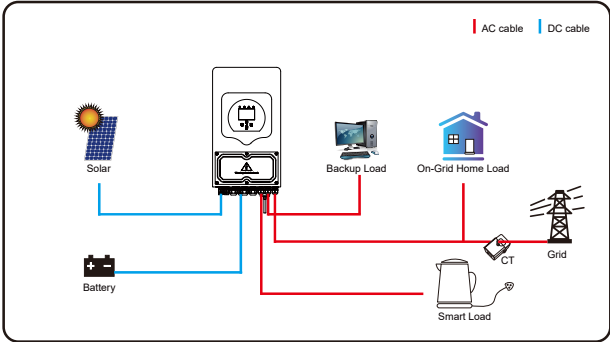 AC cable
DC cable
Solar
Backup Load
On-Grid Home Load
CT
Grid
Battery
Smart Load